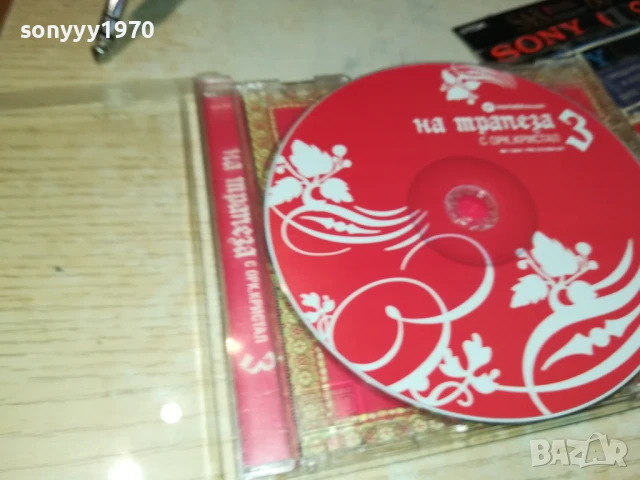 sonyyy1970
SONY
на трапеза 3
С ОРК.КРИСТАЛ
на трапеза С ОРК.КРИСТАЛ 3
BAZAR